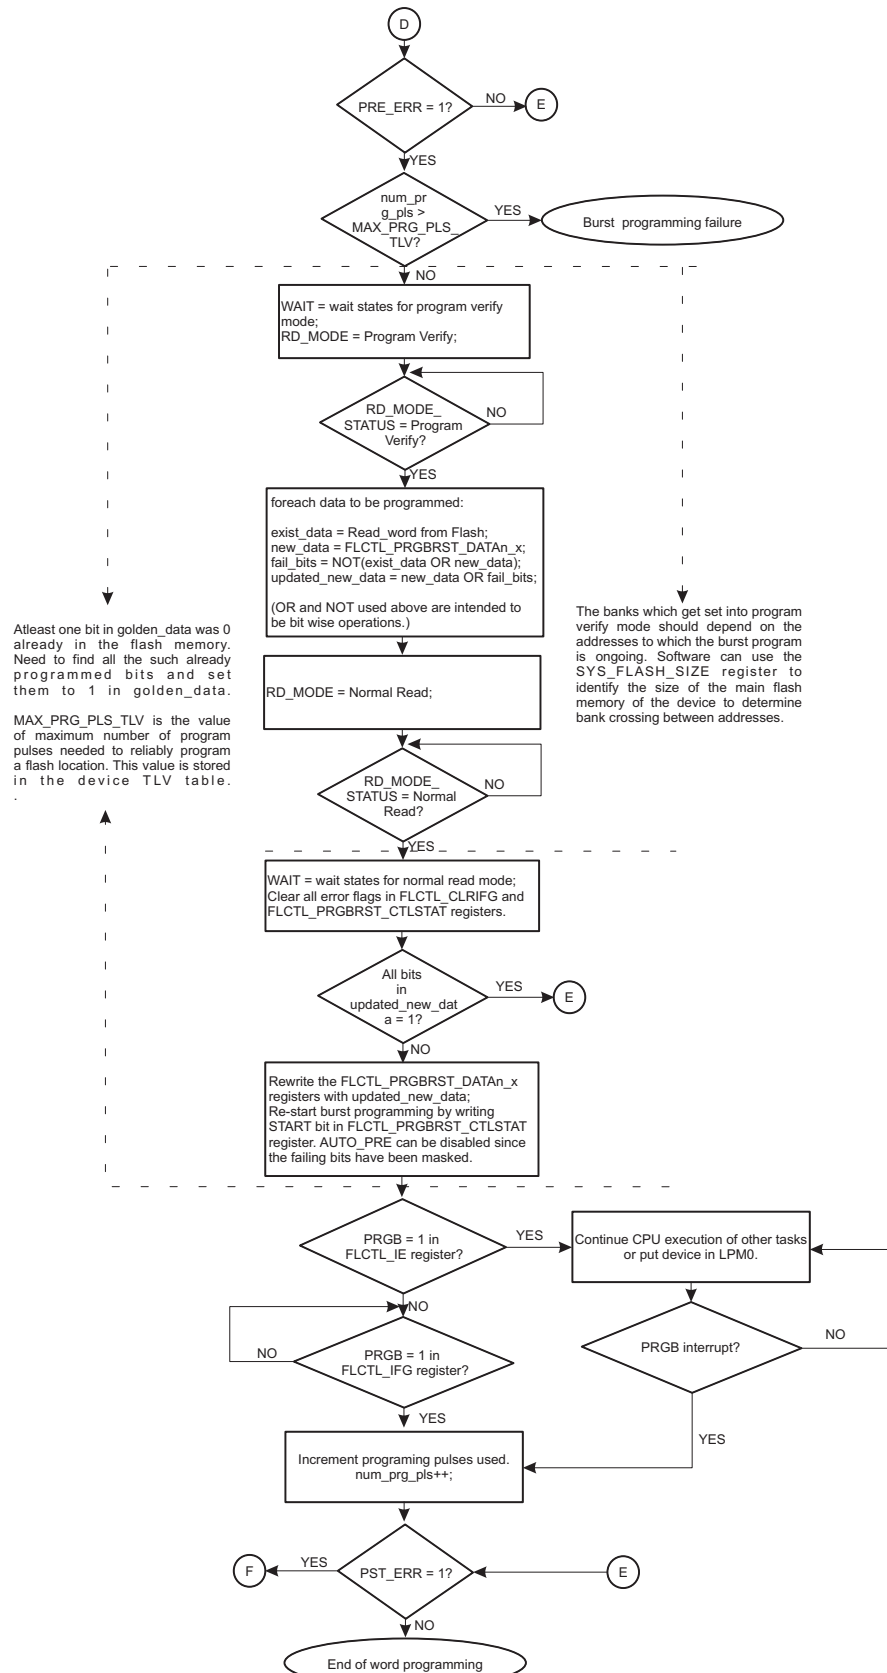 D
PRE_ERR = 1?
NO
E
YES
num_pr
g_pls >
MAX_PRG_PLS_
TLV?
YES
Burst programming failure
NO
WAIT = wait states for program verify
mode;
RD_MODE = Program Verify;
RD_MODE_
STATUS = Program
Verify?
NO
YES
foreach data to be programmed:
exist_data = Read_word from Flash;
new_data = FLCTL_PRGBRST_DATAn_x;
fail_bits = NOT(exist_data OR new_data);
updated_new_data = new_data OR fail_bits;
(OR and NOT used above are intended to
be bit wise operations.)
Atleast one bit in golden_data was 0
already in the flash memory.
Need to find all the such already
programmed bits and set
them to 1 in golden_data.
MAX_PRG_PLS_TLV is the value
of maximum number of program
pulses needed to reliably program
a flash location. This value is stored
in the device TLV table.
.
The banks which get set into program
verify mode should depend on the
addresses to which the burst program
is ongoing. Software can use the
SYS_FLASH_SIZE register to
identify the size of the main flash
memory of the device to determine
bank crossing between addresses.
RD_MODE = Normal Read;
RD_MODE_
STATUS = Normal
Read?
NO
YES
WAIT = wait states for normal read mode;
Clear all error flags in FLCTL_CLRIFG and
FLCTL_PRGBRST_CTLSTAT registers.
All bits
in
updated_new_dat
a = 1?
YES
E
NO
Rewrite the FLCTL_PRGBRST_DATAn_x
registers with updated_new_data;
Re-start burst programming by writing
START bit in FLCTL_PRGBRST_CTLSTAT
register. AUTO_PRE can be disabled since
the failing bits have been masked.
PRGB = 1 in
FLCTL_IE register?
YES
Continue CPU execution of other tasks
or put device in LPM0.
NO
PRGB = 1 in
FLCTL_IFG register?
NO
PRGB interrupt?
NO
YES
YES
Increment programing pulses used.
num_prg_pls++;
F
YES
PST_ERR = 1?
E
NO
End of word programming